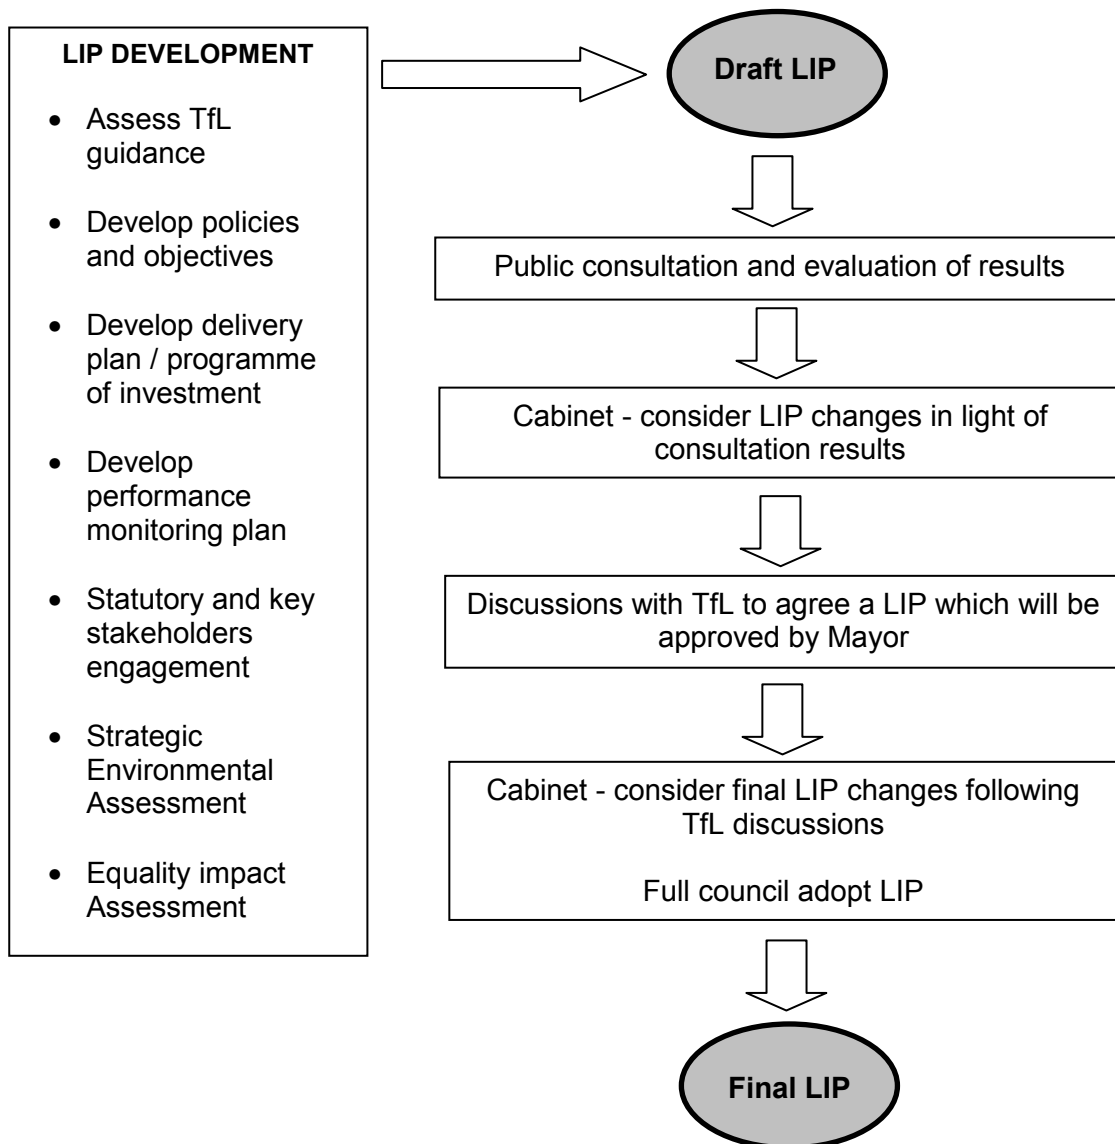 LIP DEVELOPMENT
• Assess TfL
guidance
• Develop policies
and objectives
• Develop delivery
plan / programme
of investment
• Develop
performance
monitoring plan
• Statutory and key
stakeholders
engagement
• Strategic
Environmental
Assessment
• Equality impact
Assessment
Draft LIP
Public consultation and evaluation of results
Cabinet - consider LIP changes in light of
consultation results
Discussions with TfL to agree a LIP which will be
approved by Mayor
Cabinet - consider final LIP changes following
TfL discussions
Full council adopt LIP
Final LIP